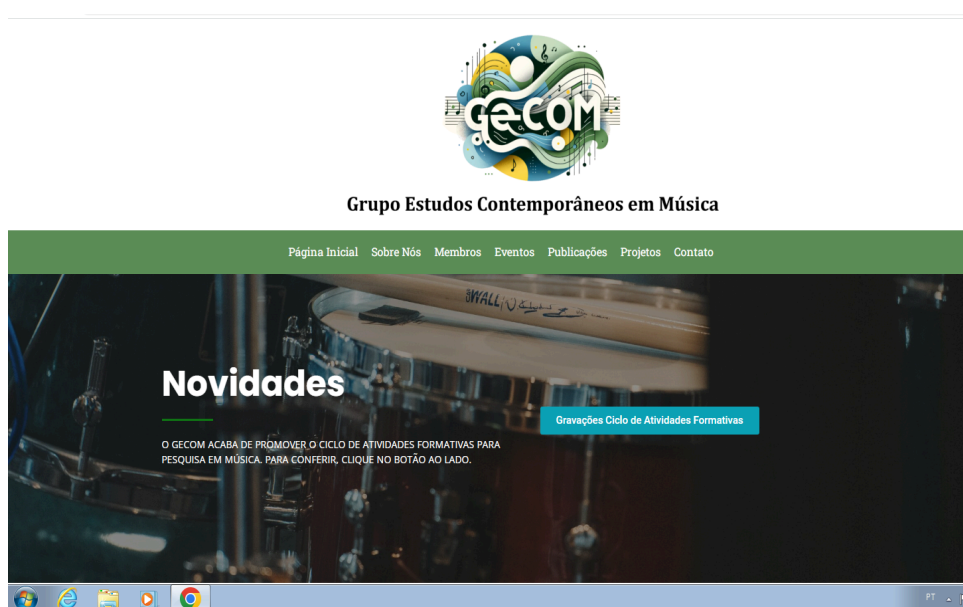 GeCOM
Grupo Estudos Contemporâneos em Música
Página Inicial Sobre Nós Membros Eventos Publicações Projetos Contato
Novidades
Gravações Ciclo de Atividades Formativas
O GECOM ACABA DE PROMOVER O CICLO DE ATIVIDADES FORMATIVAS PARA
PESQUISA EM MÚSICA. PARA CONFERIR, CLIQUE NO BOTÃO AO LADO.
PT